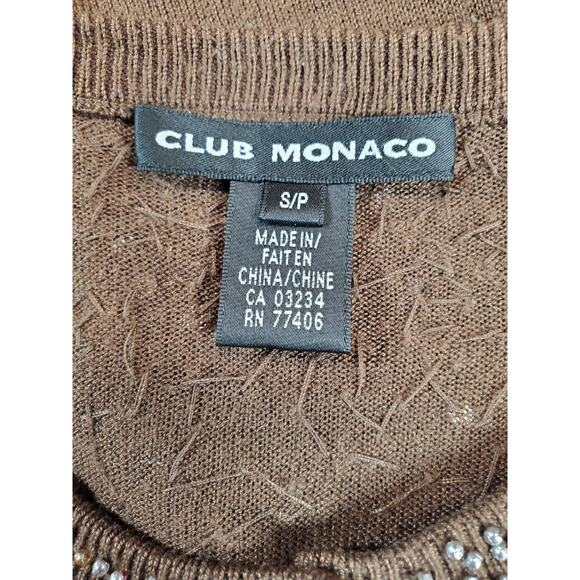 CLUB MONACO
S/P
MADE IN/
FAIT EN
CHINA/CHINE
CA 03234
RN 77406